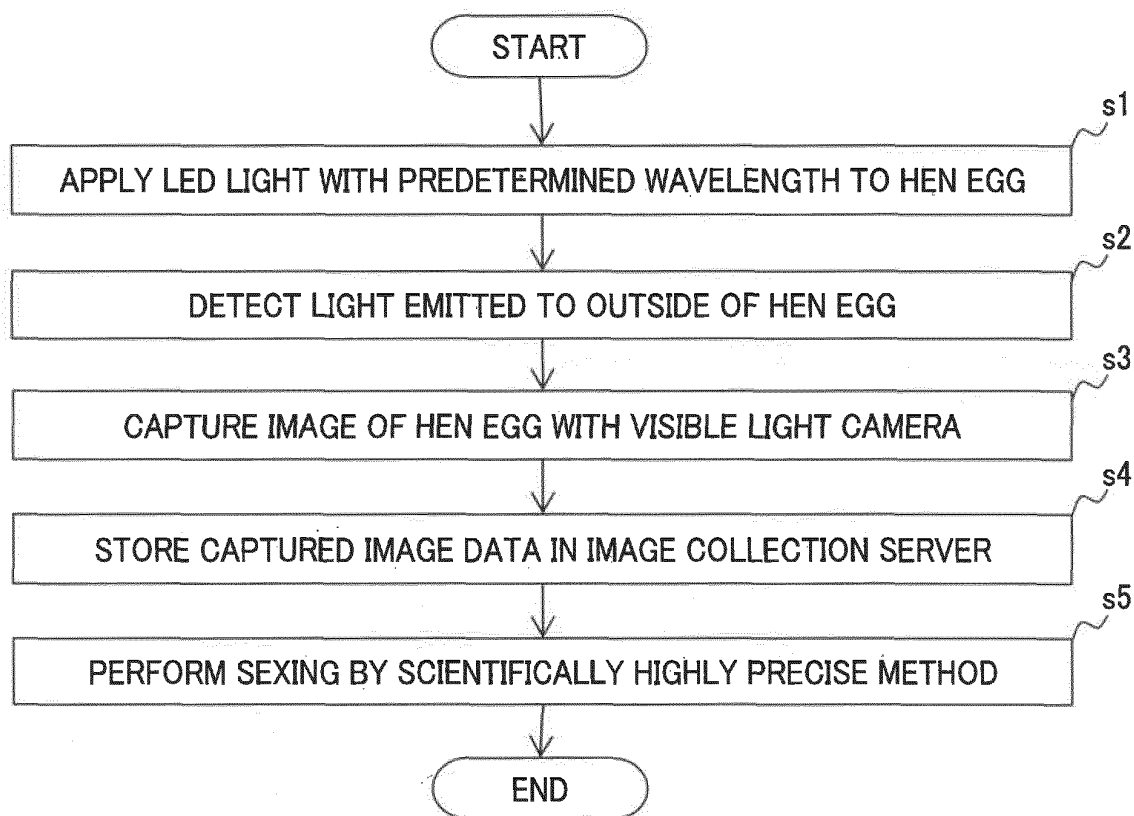 START
s1
APPLY LED LIGHT WITH PREDETERMINED WAVELENGTH TO HEN EGG
s2
DETECT LIGHT EMITTED TO OUTSIDE OF HEN EGG
s3
CAPTURE IMAGE OF HEN EGG WITH VISIBLE LIGHT CAMERA
s4
STORE CAPTURED IMAGE DATA IN IMAGE COLLECTION SERVER
s5
PERFORM SEXING BY SCIENTIFICALLY HIGHLY PRECISE METHOD
END